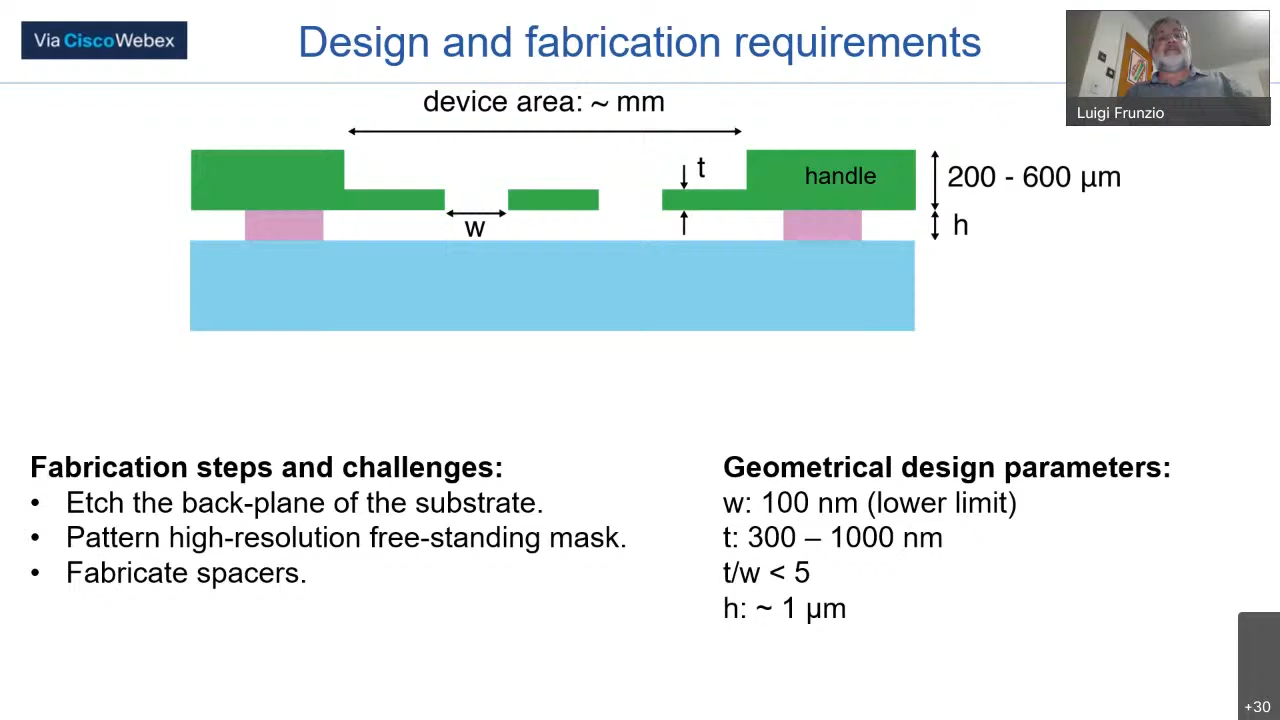 Via CiscoWebex
Design and fabrication requirements
Luigi Frunzio
device area: ~ mm
t
handle
200 - 600 µm
w
h
Fabrication steps and challenges:
• Etch the back-plane of the substrate.
• Pattern high-resolution free-standing mask.
• Fabricate spacers.
Geometrical design parameters:
w: 100 nm (lower limit)
t: 300 – 1000 nm
t/w < 5
h: ~ 1 µm
+30